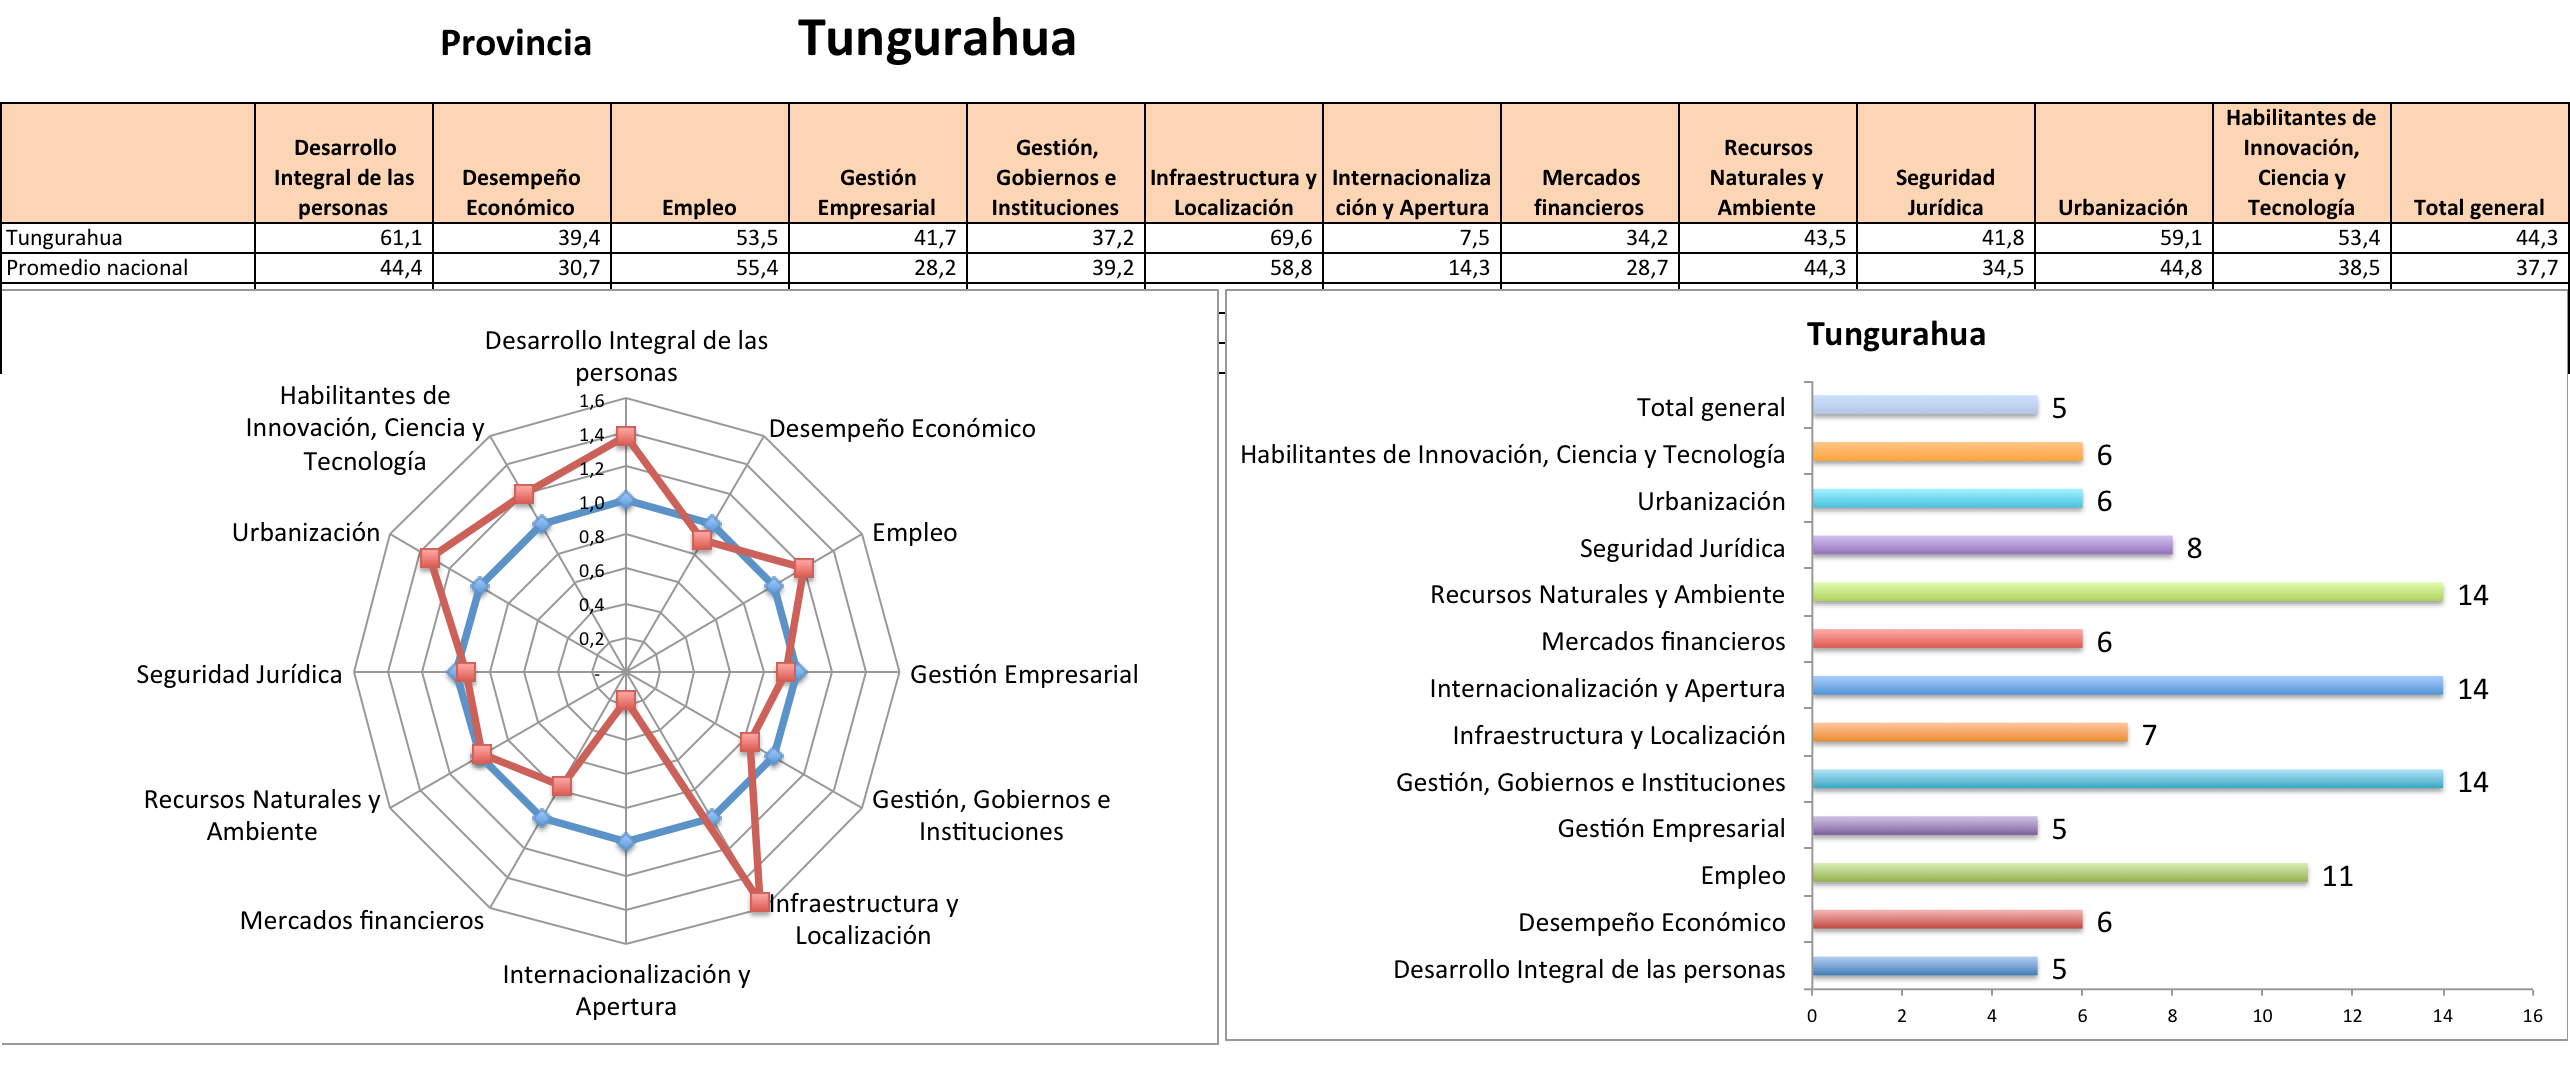 Provincia Tungurahua
Habilitantes de
Desarrollo Gestión, Recursos Innovación,
Integral de las Desempeño Gestión Gobiernos e Infraestructura y Internacionaliza Mercados Naturales y Seguridad Ciencia y
personas Económico Empleo Empresarial Instituciones Localización ción y Apertura financieros Ambiente Jurídica Urbanización Tecnología Total general
Tungurahua 61,1 39,4 53,5 41,7 37,2 69,6 7,5 34,2 43,5 41,8 59,1 53,4 44,3
Promedio nacional 44,4 30,7 55,4 28,2 39,2 58,8 14,3 28,7 44,3 34,5 44,8 38,5 37,7
Desarrollo Integral de las
personas
Desempeño Económico
Empleo
Gestión Empresarial
Gestión, Gobiernos e
Instituciones
Infraestructura y
Localización
Internacionalización y
Apertura
Mercados financieros
Recursos Naturales y
Ambiente
Seguridad Jurídica
Urbanización
Habilitantes de
Innovación, Ciencia y
Tecnología
1,6
1,4
1,2
1,0
0,8
0,6
0,4
0,2
-
Tungurahua
Total general 5
Habilitantes de Innovación, Ciencia y Tecnología 6
Urbanización 6
Seguridad Jurídica 8
Recursos Naturales y Ambiente 14
Mercados financieros 6
Internacionalización y Apertura 14
Infraestructura y Localización 7
Gestión, Gobiernos e Instituciones 14
Gestión Empresarial 5
Empleo 11
Desempeño Económico 6
Desarrollo Integral de las personas 5
0 2 4 6 8 10 12 14 16